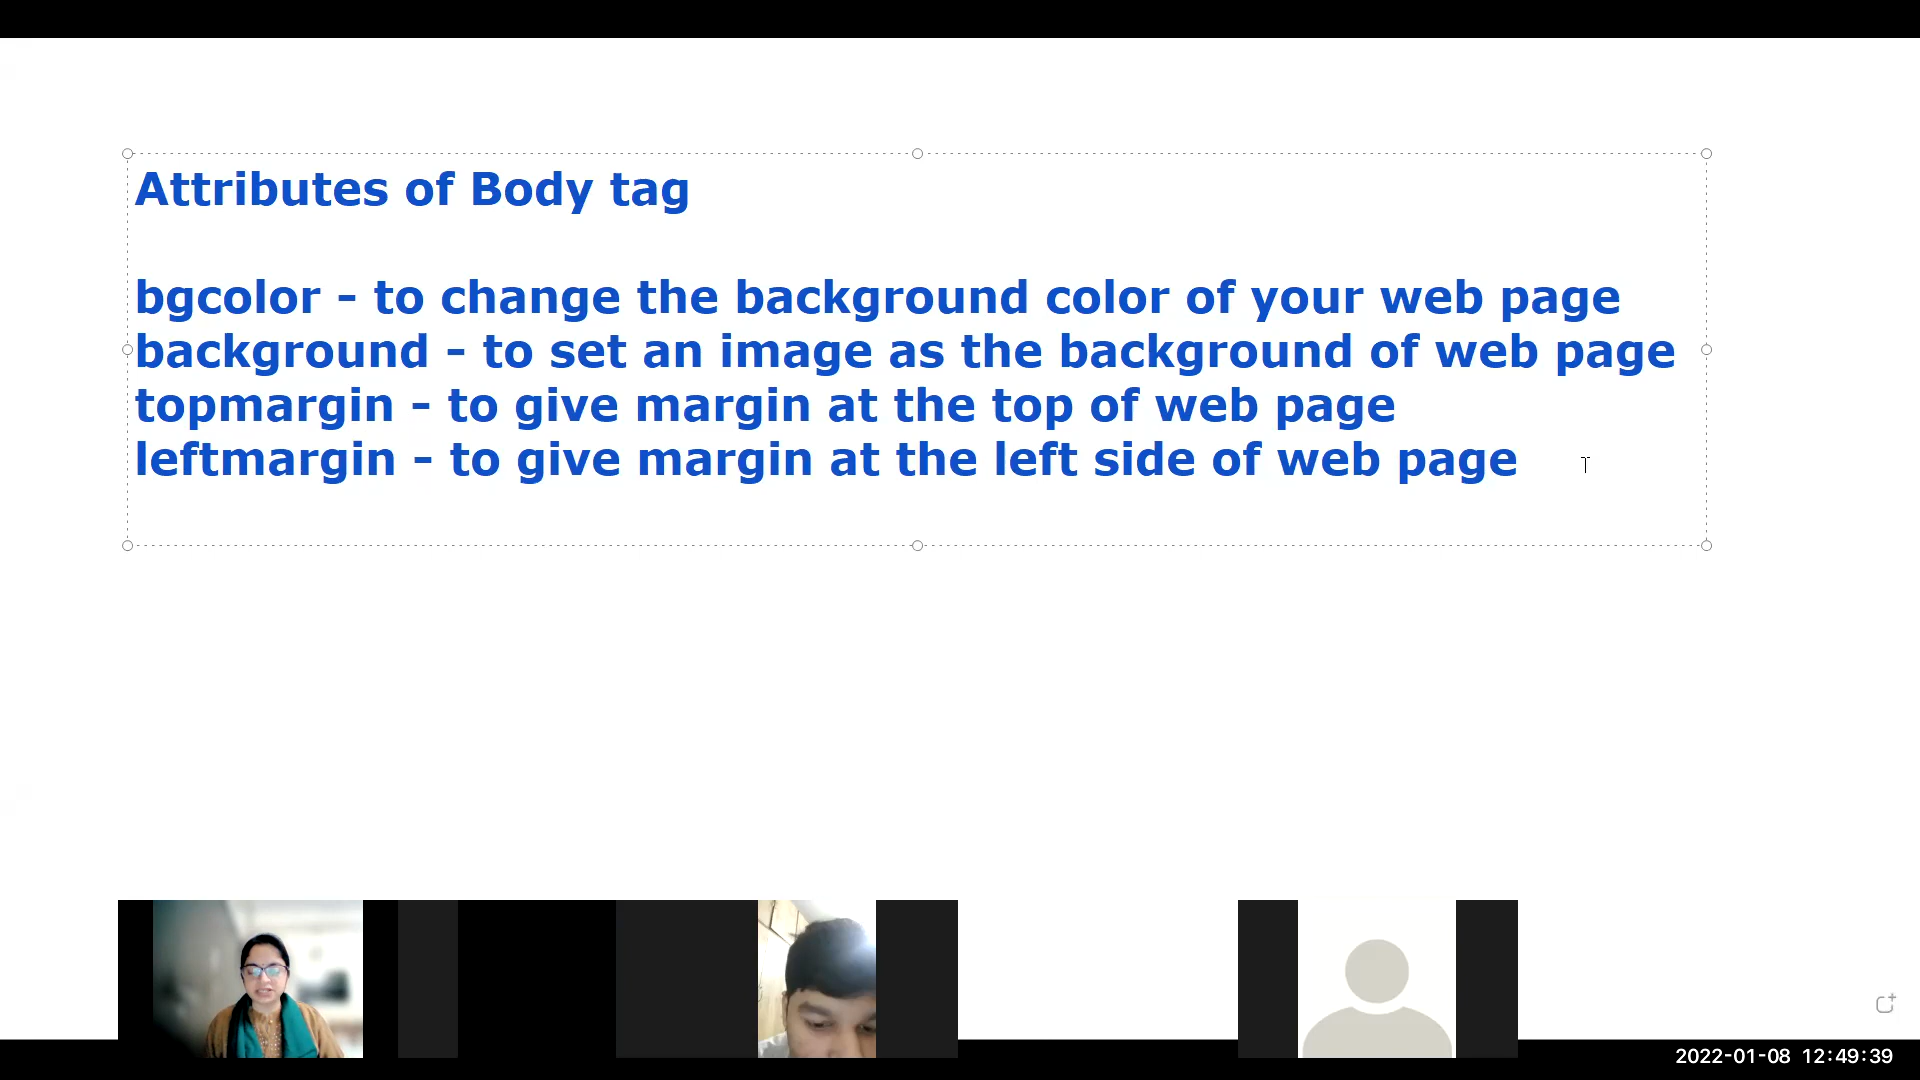 Attributes of Body tag
bgcolor - to change the background color of your web page
background - to set an image as the background of web page
topmargin - to give margin at the top of web page
leftmargin - to give margin at the left side of web page
2022-01-08 12:49:39